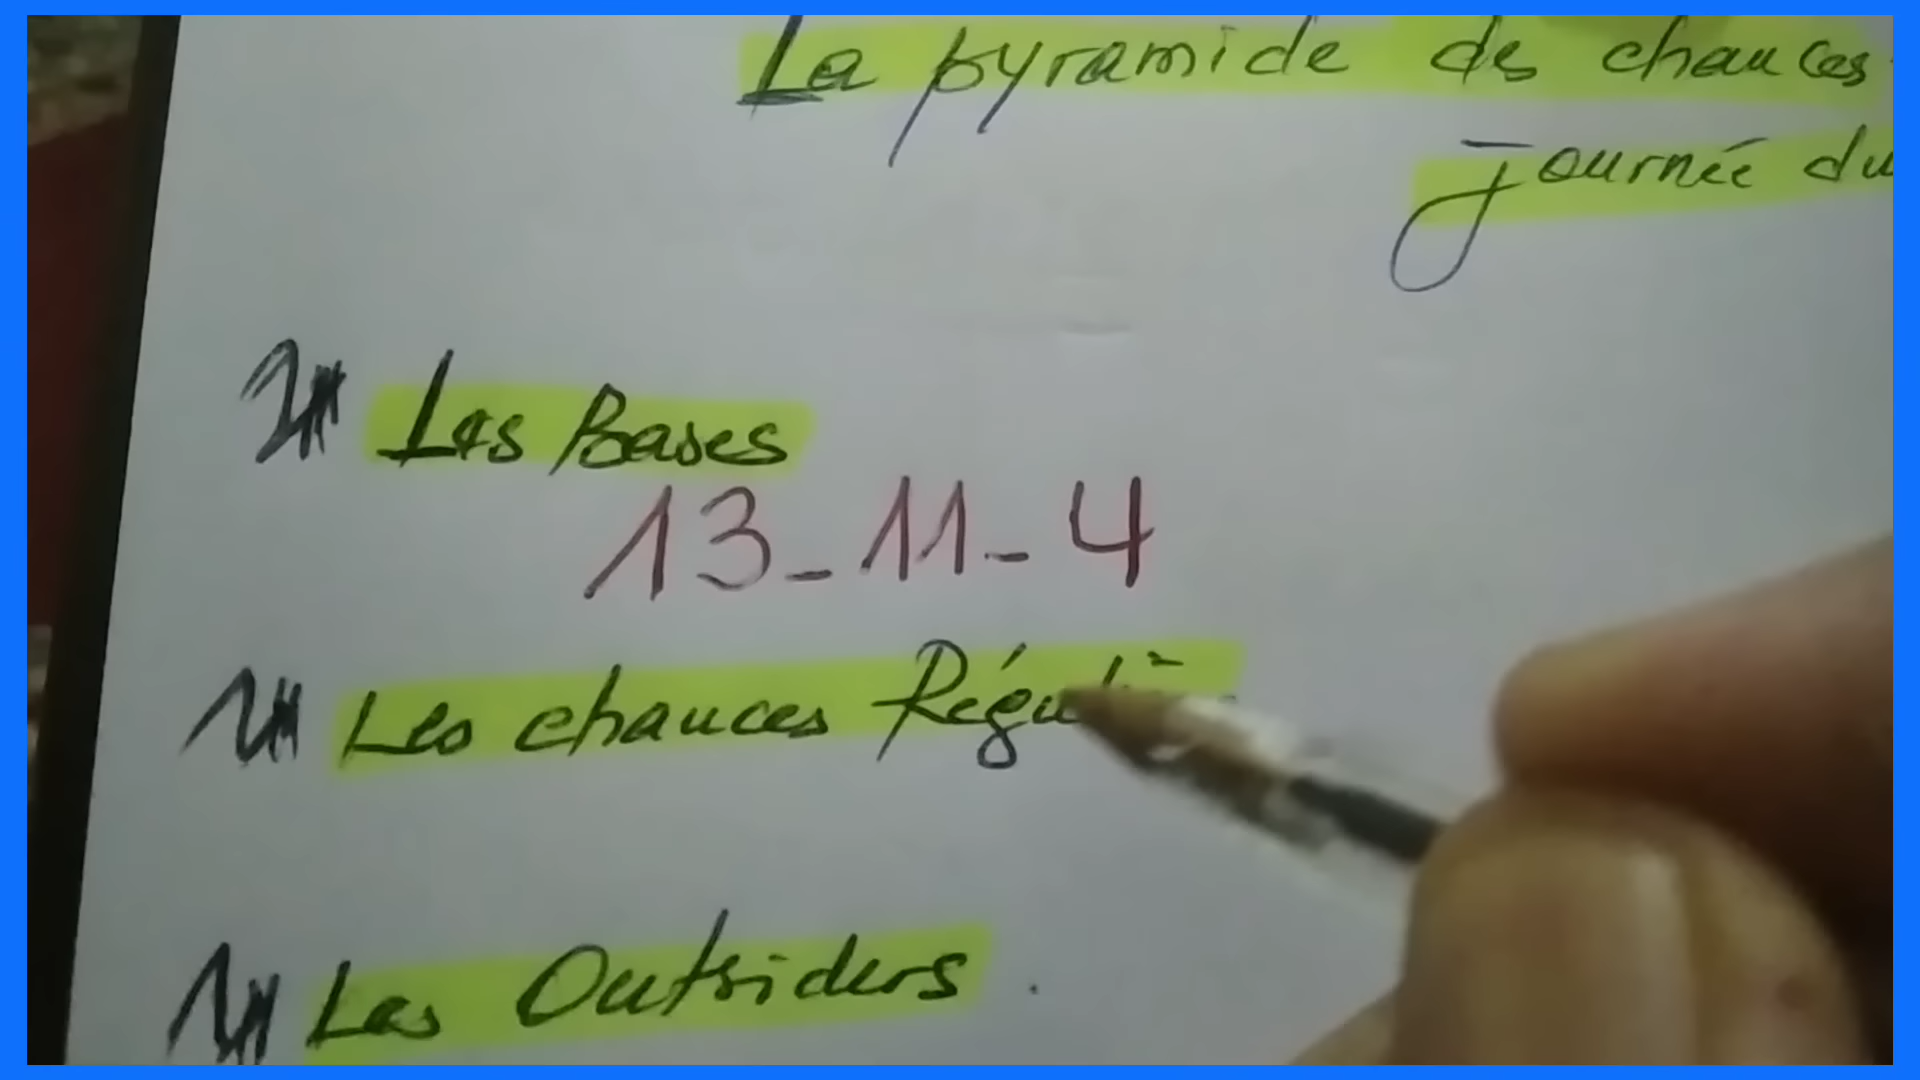 La pyramide des chances
journée du
Les Bases
13-11-4
Les chances
Les Outsiders.